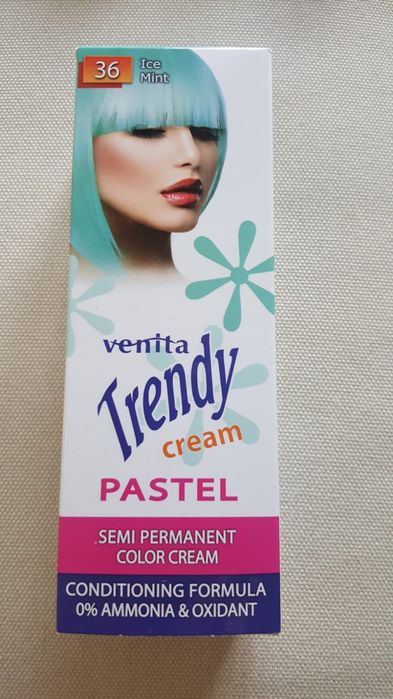 36
Ice
Mint
venita
Trendy
cream
PASTEL
SEMI PERMANENT
COLOR CREAM
CONDITIONING FORMULA
0% AMMONIA & OXIDANT